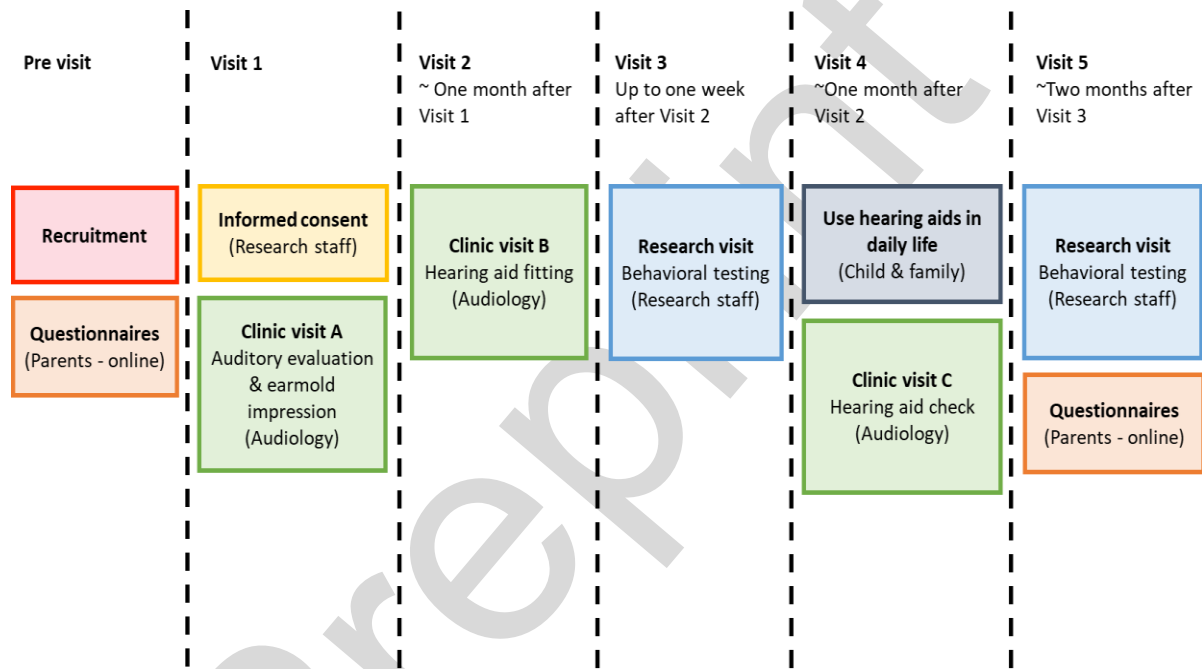 Pre visit
Visit 1
Visit 2
~ One month after
Visit 1
Visit 3
Up to one week
after Visit 2
Visit 4
~One month after
Visit 2
Visit 5
~Two months after
Visit 3
Recruitment
Questionnaires
(Parents - online)
Informed consent
(Research staff)
Clinic visit A
Auditory evaluation
& earmold
impression
(Audiology)
Clinic visit B
Hearing aid fitting
(Audiology)
Research visit
Behavioral testing
(Research staff)
Use hearing aids in
daily life
(Child & family)
Clinic visit C
Hearing aid check
(Audiology)
Research visit
Behavioral testing
(Research staff)
Questionnaires
(Parents - online)
Preprint